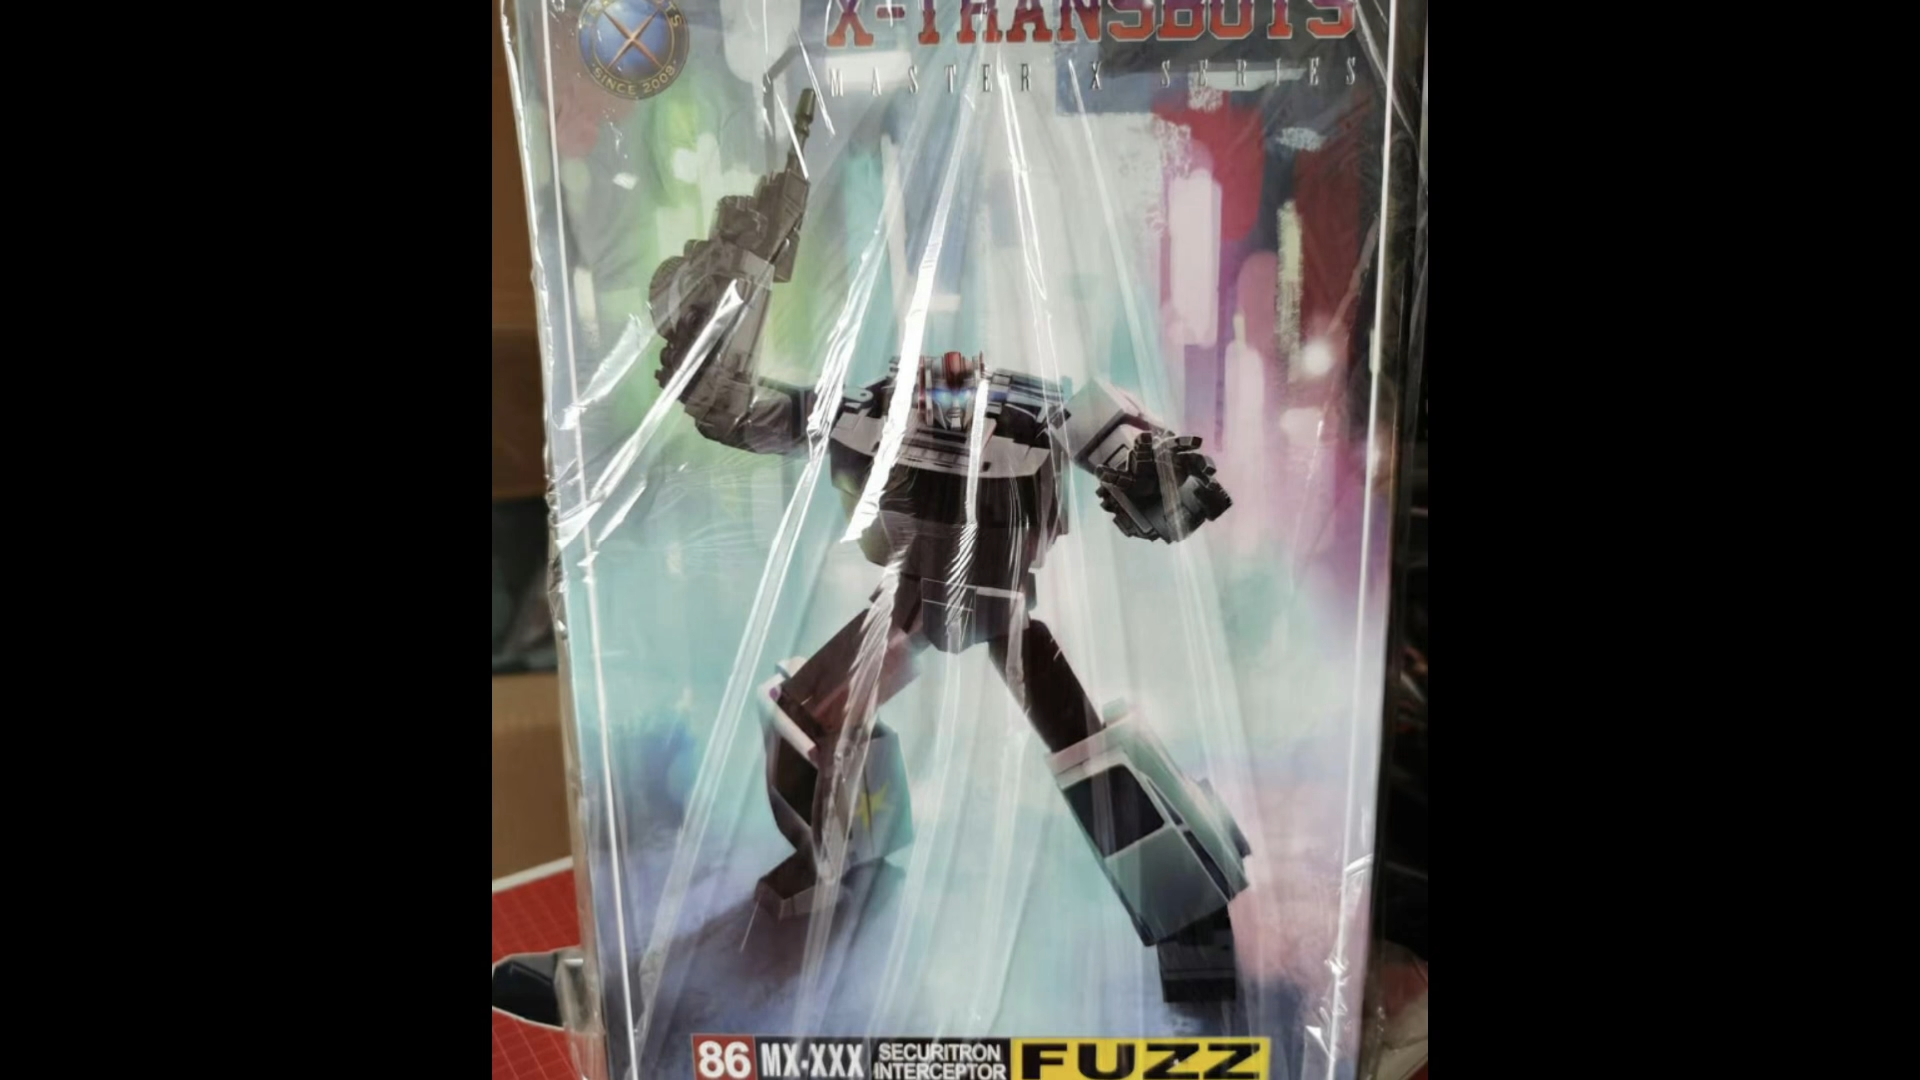 X-TRANSBOTS
SINCE 2008
MASTER X SERIES
86 MX-XXX SECURITRON INTERCEPTOR FUZZ